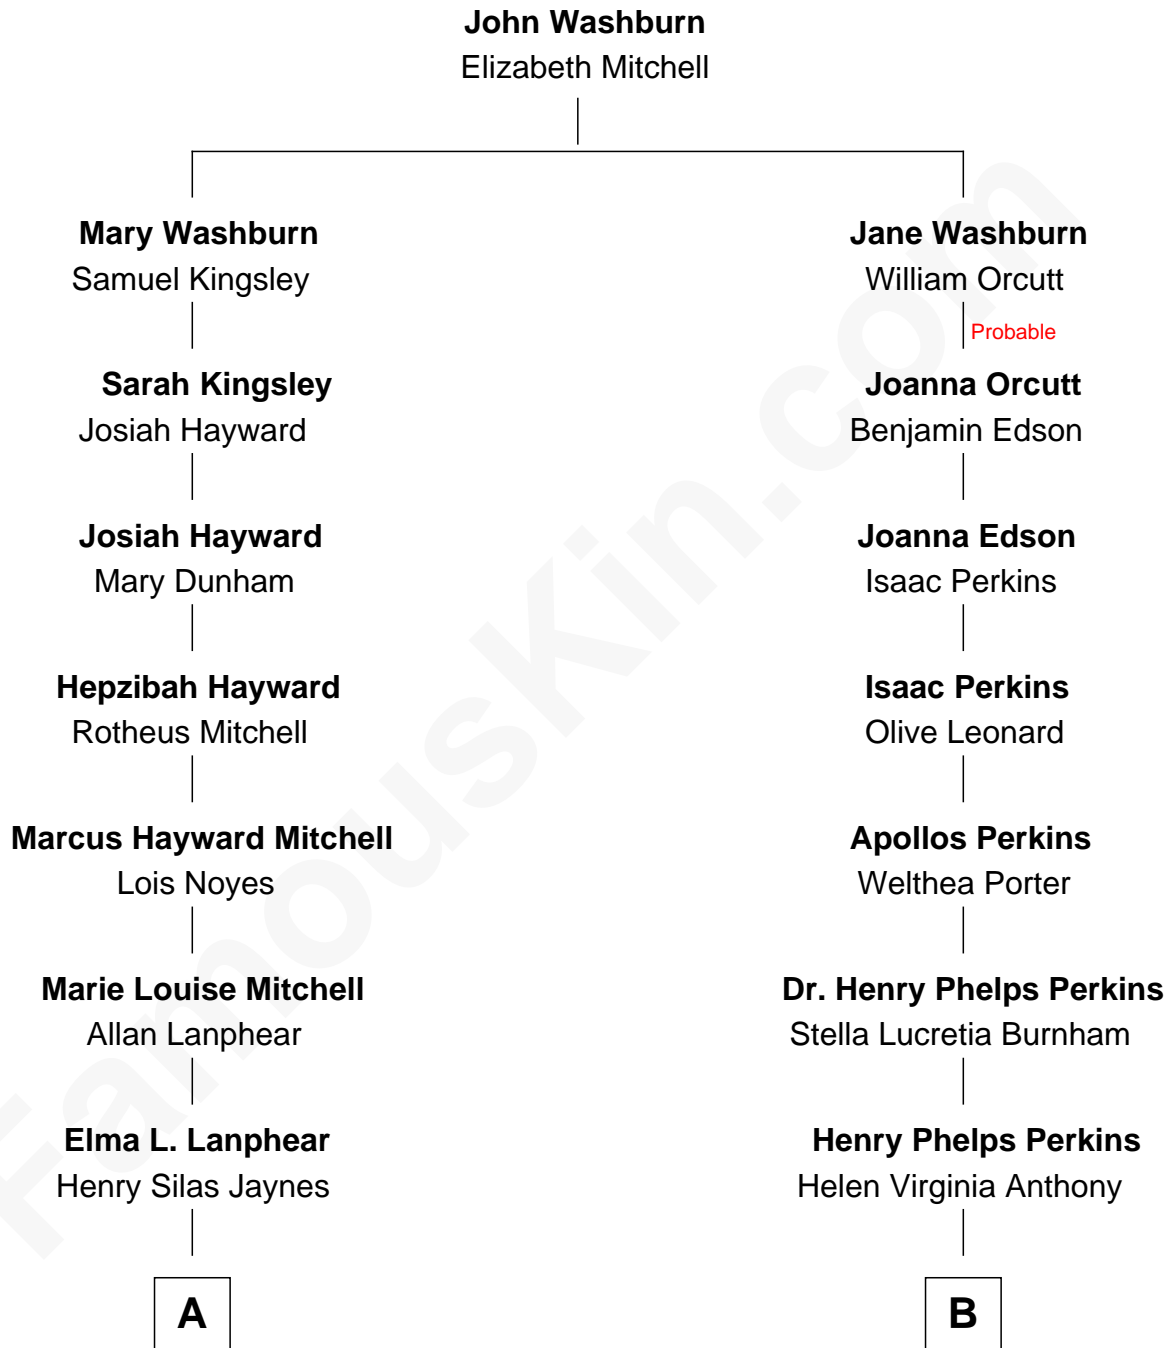 John Washburn
Elizabeth Mitchell
Mary Washburn
Samuel Kingsley
Jane Washburn
William Orcutt
Probable
Sarah Kingsley
Josiah Hayward
Joanna Orcutt
Benjamin Edson
Josiah Hayward
Mary Dunham
Joanna Edson
Isaac Perkins
Hepzibah Hayward
Rotheus Mitchell
Isaac Perkins
Olive Leonard
Marcus Hayward Mitchell
Lois Noyes
Apollos Perkins
Welthea Porter
Marie Louise Mitchell
Allan Lanphear
Dr. Henry Phelps Perkins
Stella Lucretia Burnham
Elma L. Lanphear
Henry Silas Jaynes
Henry Phelps Perkins
Helen Virginia Anthony
A
B
FamousKin.com